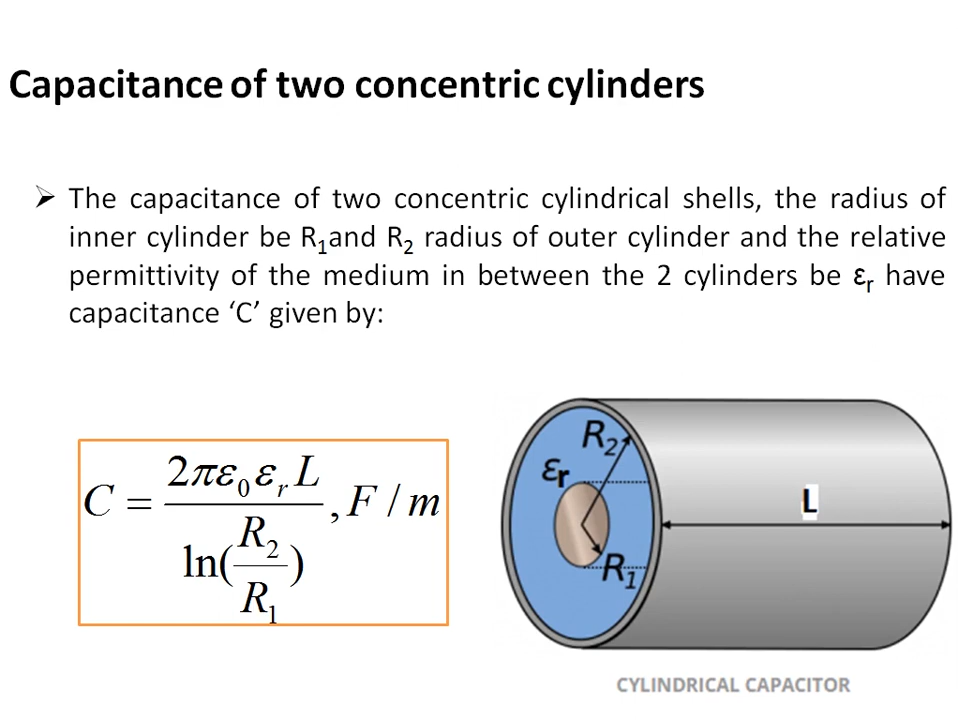 Capacitance of two concentric cylinders
➢ The capacitance of two concentric cylindrical shells, the radius of
inner cylinder be R₁and R₂ radius of outer cylinder and the relative
permittivity of the medium in between the 2 cylinders be εᵣ have
capacitance ‘C’ given by:
C = 2πε₀εᵣL / ln(R₂/R₁) , F / m
R₂
εr
L
R₁
CYLINDRICAL CAPACITOR